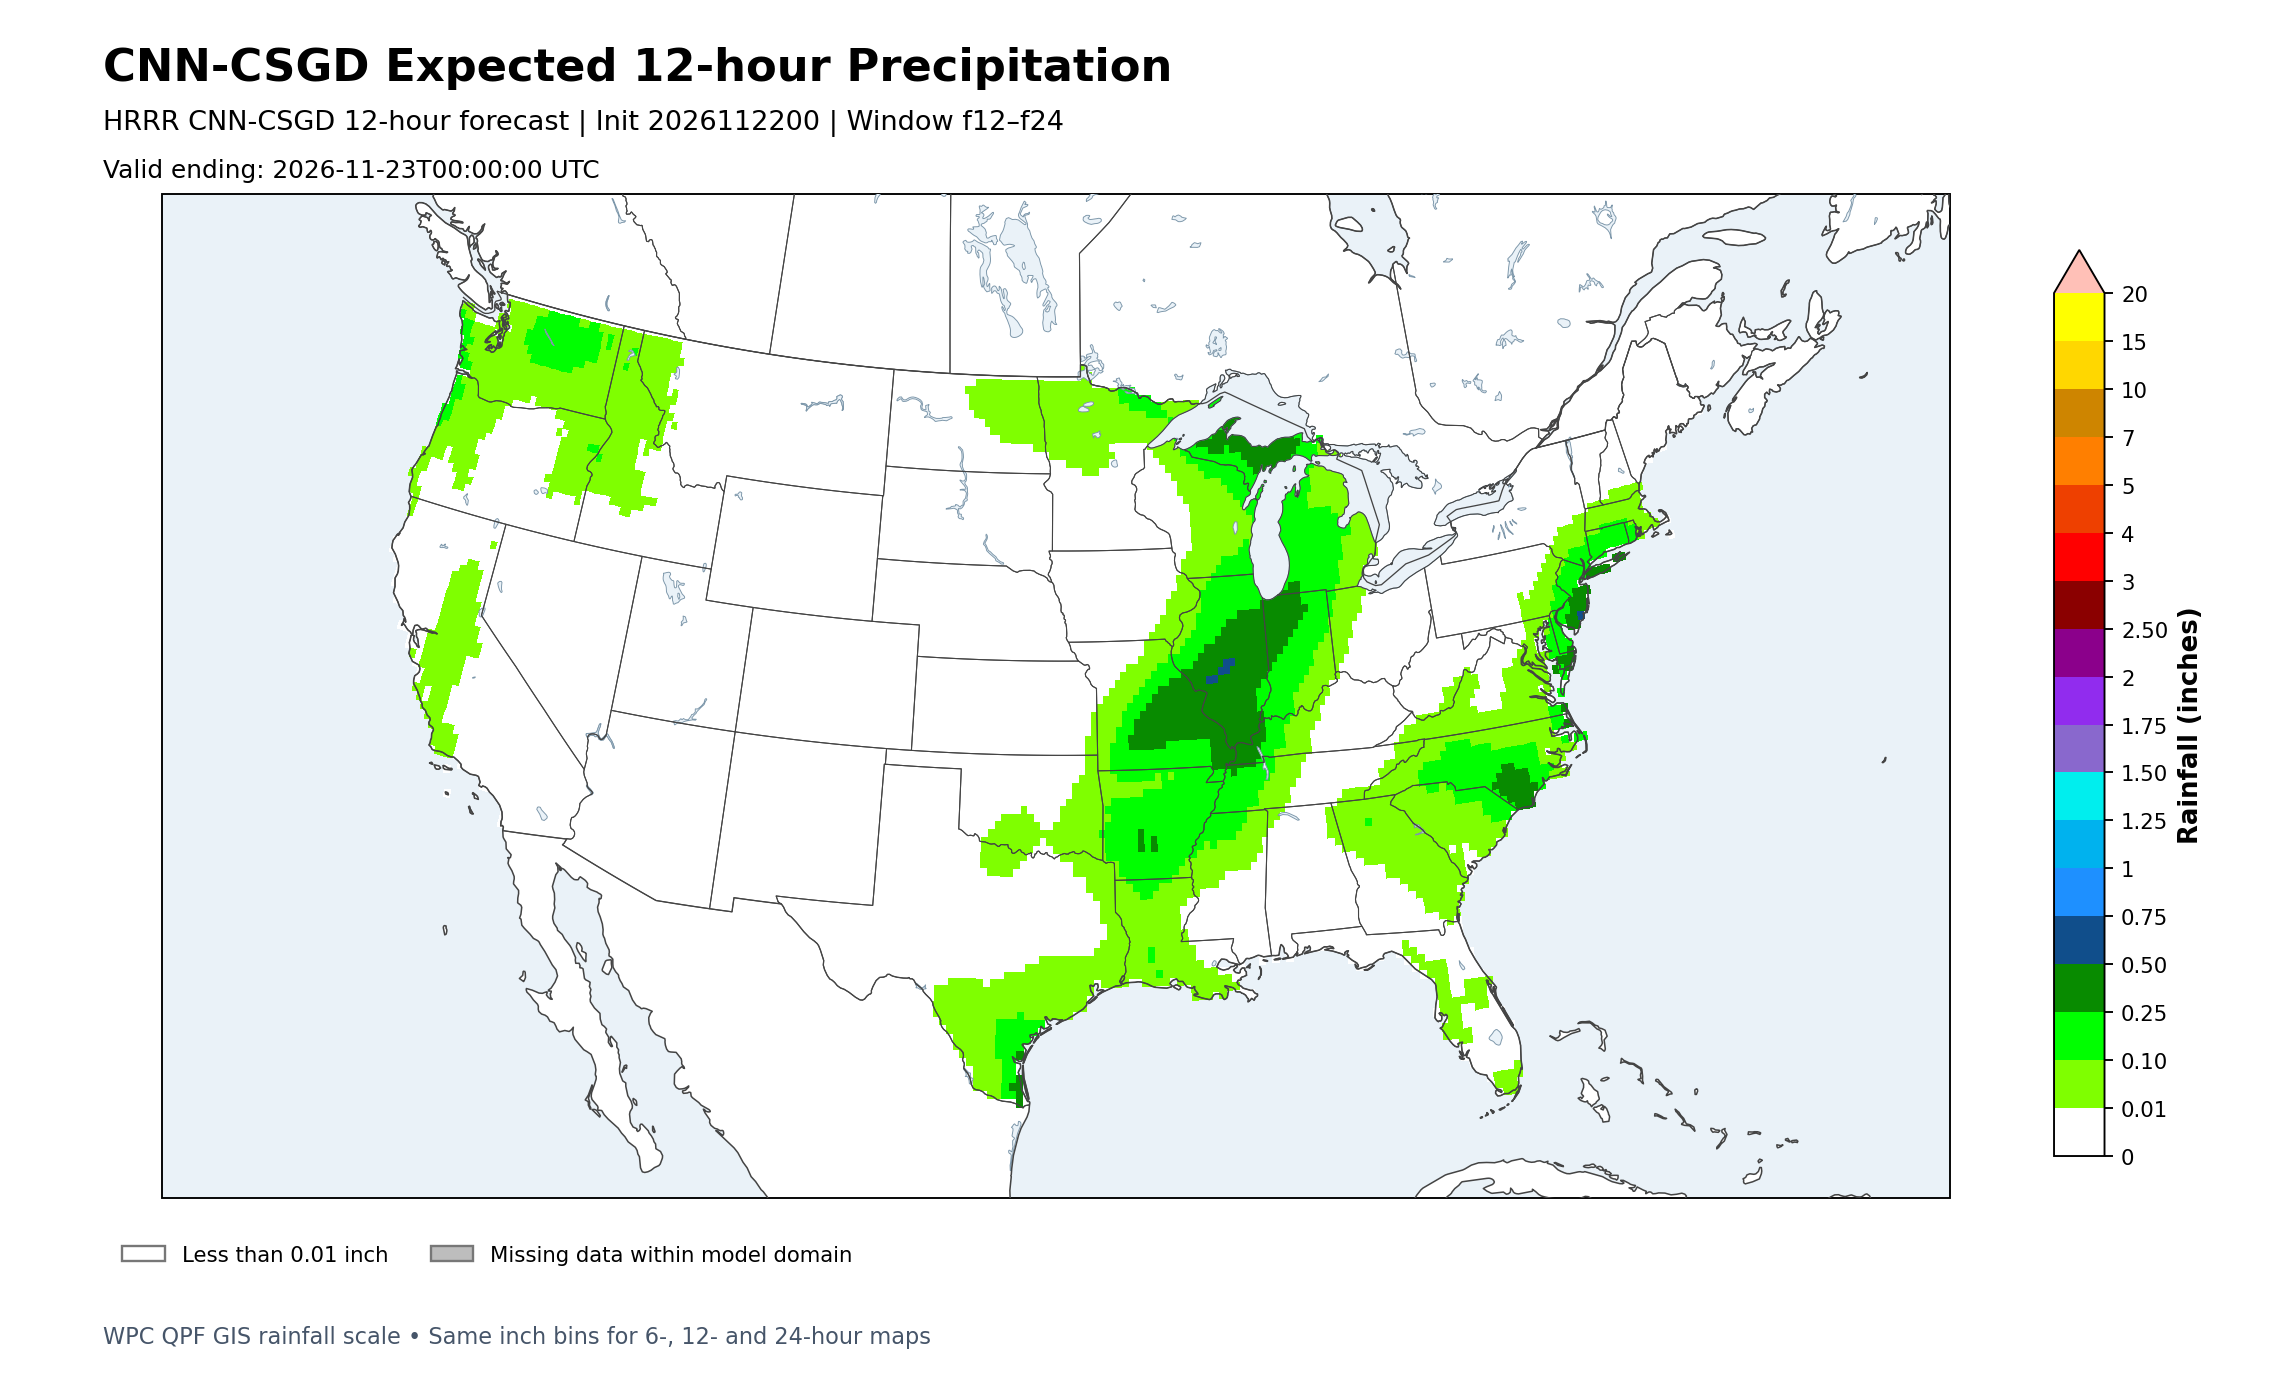 CNN-CSGD Expected 12-hour Precipitation
HRRR CNN-CSGD 12-hour forecast | Init 2026112200 | Window f12–f24
Valid ending: 2026-11-23T00:00:00 UTC
20
15
10
7
5
4
3
2.50
2
1.75
1.50
1.25
1
0.75
0.50
0.25
0.10
0.01
0
Rainfall (inches)
Less than 0.01 inch
Missing data within model domain
WPC QPF GIS rainfall scale • Same inch bins for 6-, 12- and 24-hour maps